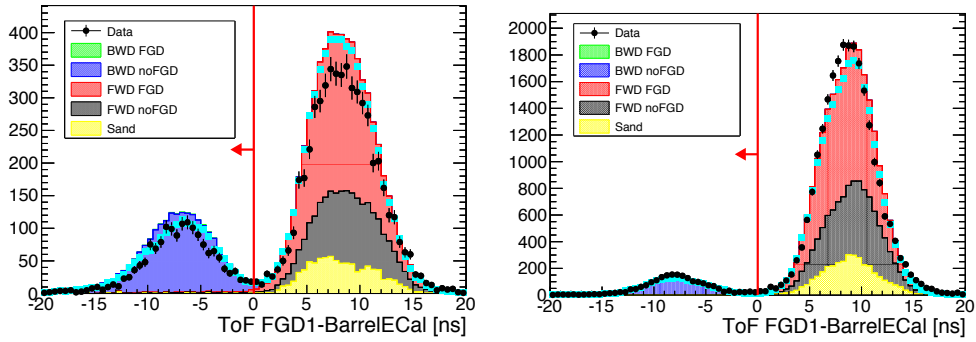 400
350
300
250
200
150
100
50
0
Data
BWD FGD
BWD noFGD
FWD FGD
FWD noFGD
Sand
-20 -15 -10 -5 0 5 10 15 20
ToF FGD1-BarrelECal [ns]
2000
1800
1600
1400
1200
1000
800
600
400
200
0
Data
BWD FGD
BWD noFGD
FWD FGD
FWD noFGD
Sand
-20 -15 -10 -5 0 5 10 15 20
ToF FGD1-BarrelECal [ns]